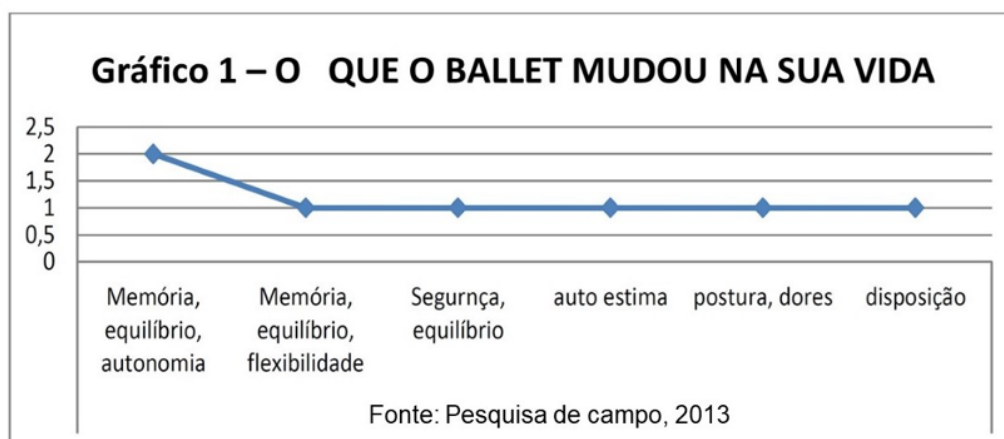 Gráfico 1 – O QUE O BALLET MUDOU NA SUA VIDA
2,5
2
1,5
1
0,5
0
Memória,
equilíbrio,
autonomia
Memória,
equilíbrio,
flexibilidade
Segurnça,
equilíbrio
auto estima
postura, dores
disposição
Fonte: Pesquisa de campo, 2013